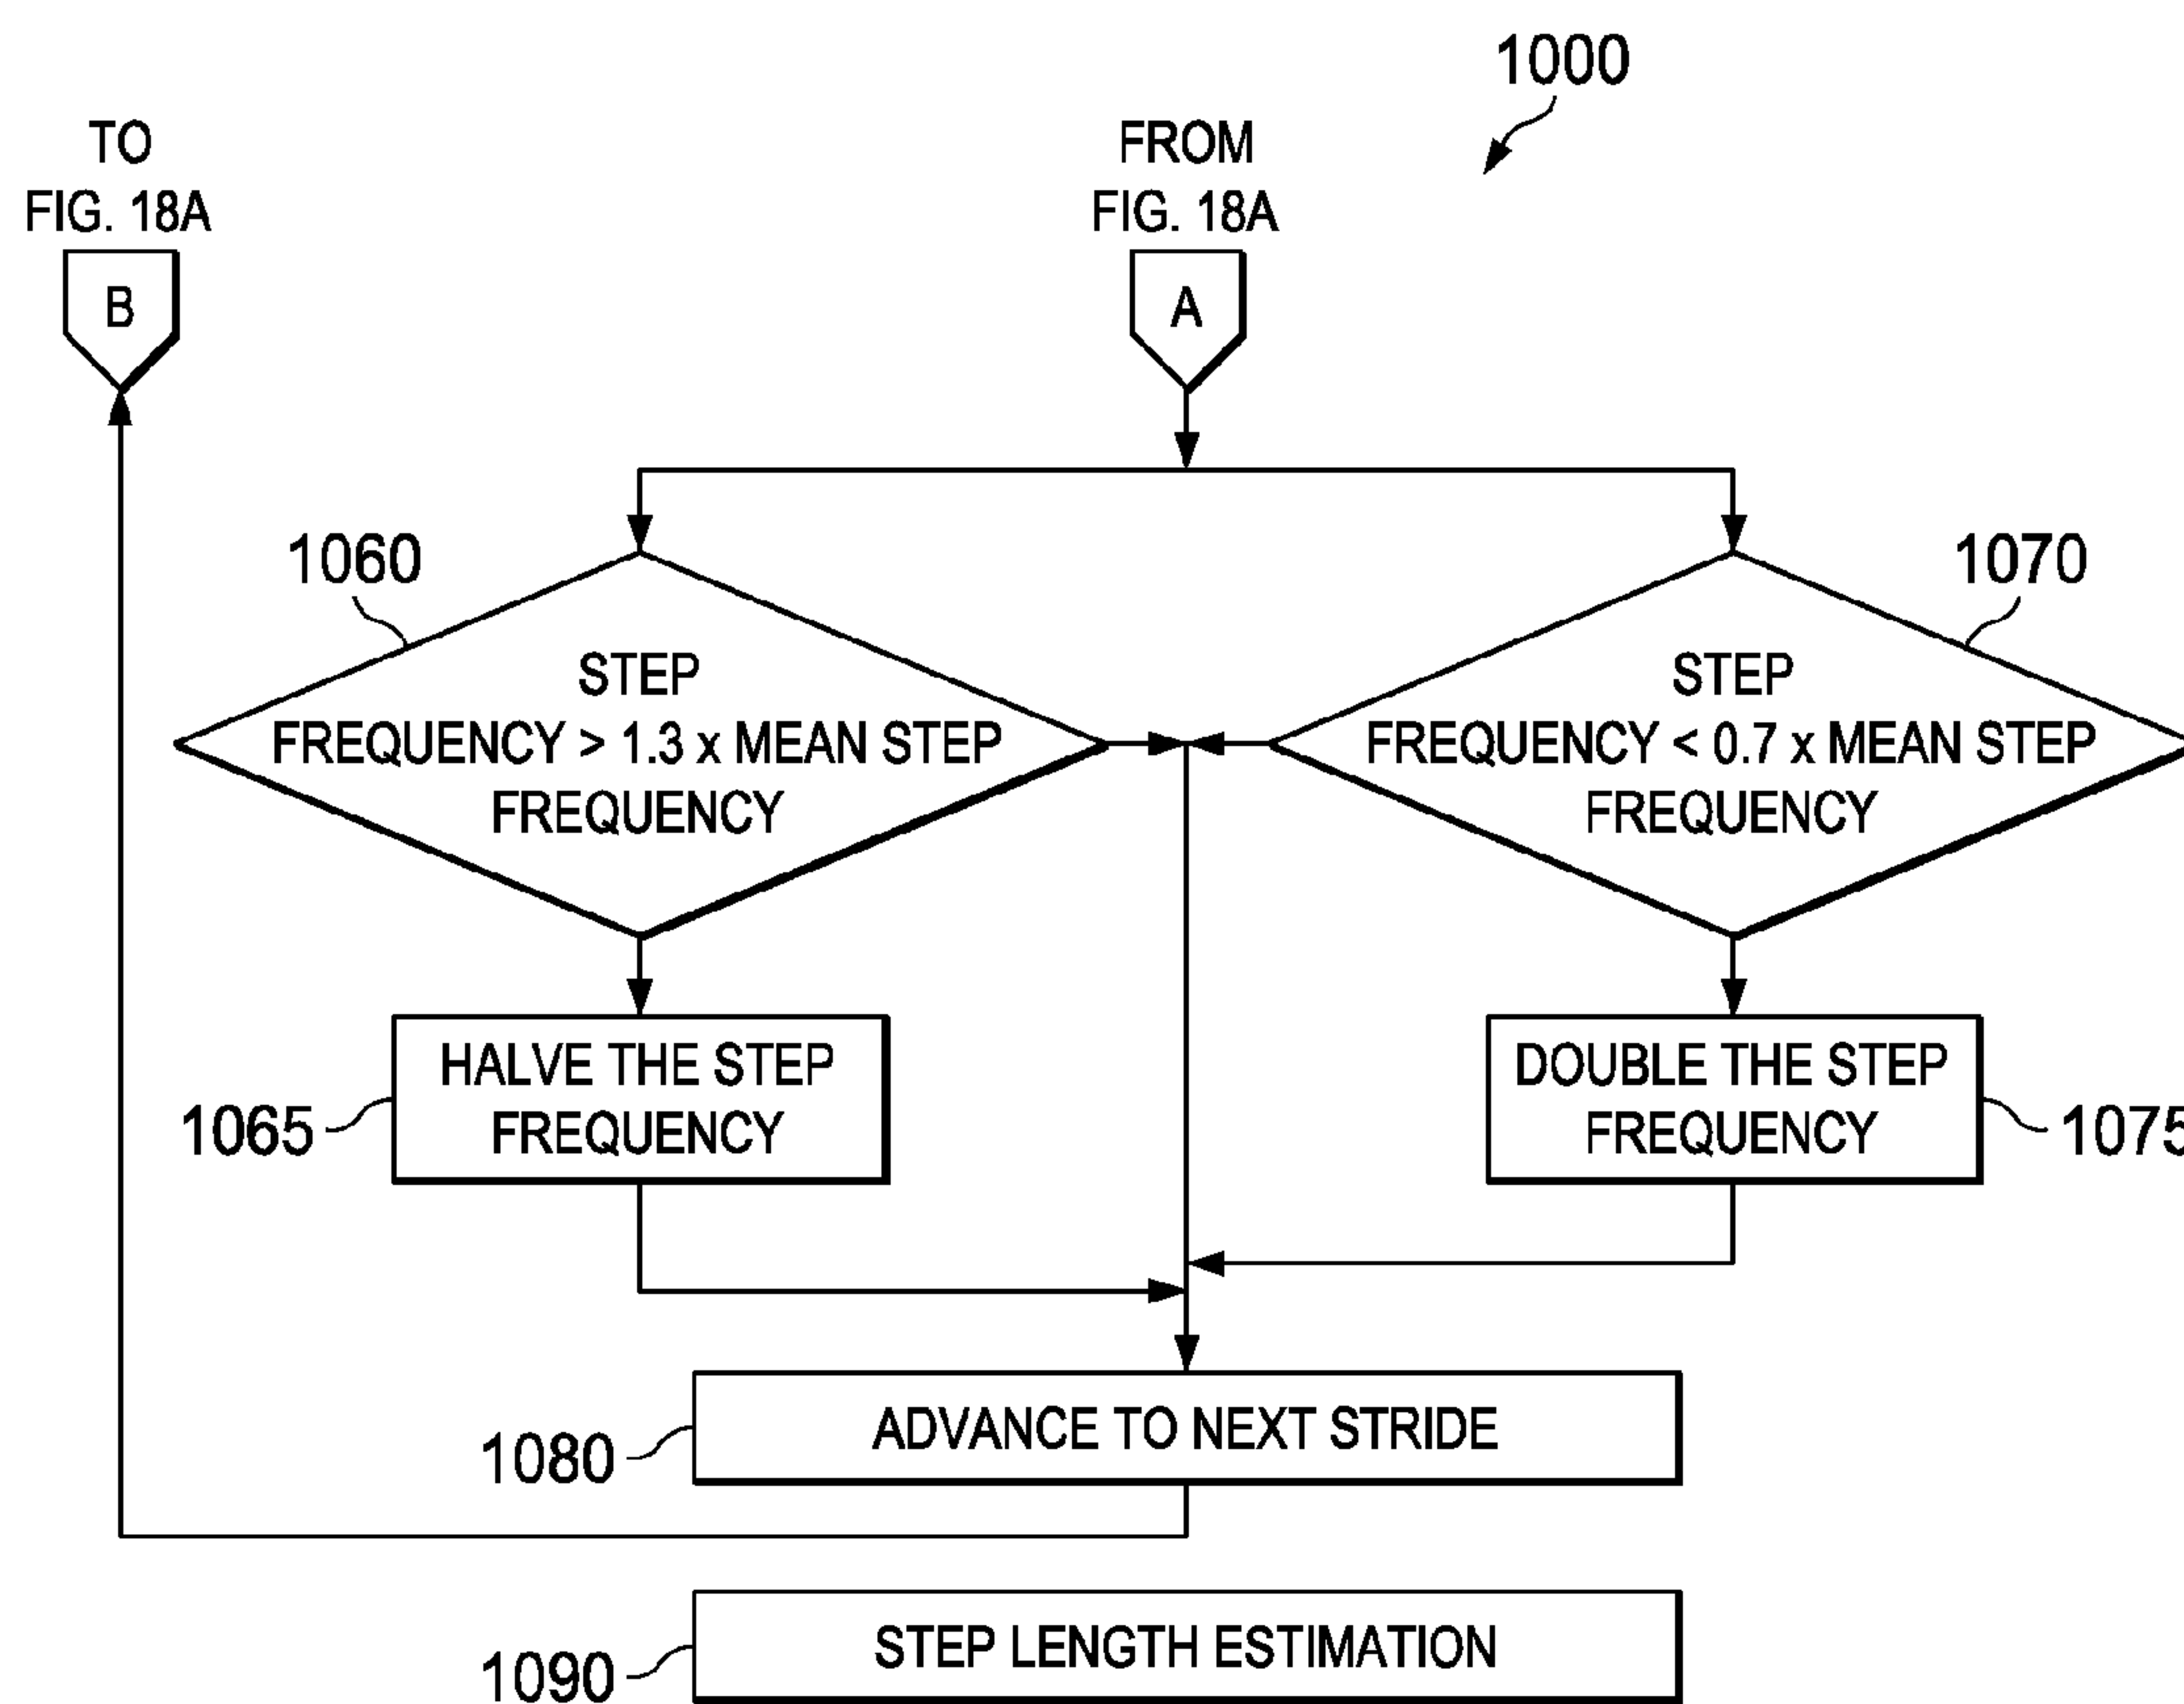 1000
TO
FIG. 18A
B
FROM
FIG. 18A
A
1060
STEP
FREQUENCY > 1.3 x MEAN STEP
FREQUENCY
1070
STEP
FREQUENCY < 0.7 x MEAN STEP
FREQUENCY
1065
HALVE THE STEP
FREQUENCY
DOUBLE THE STEP
FREQUENCY
1075
1080
ADVANCE TO NEXT STRIDE
1090
STEP LENGTH ESTIMATION